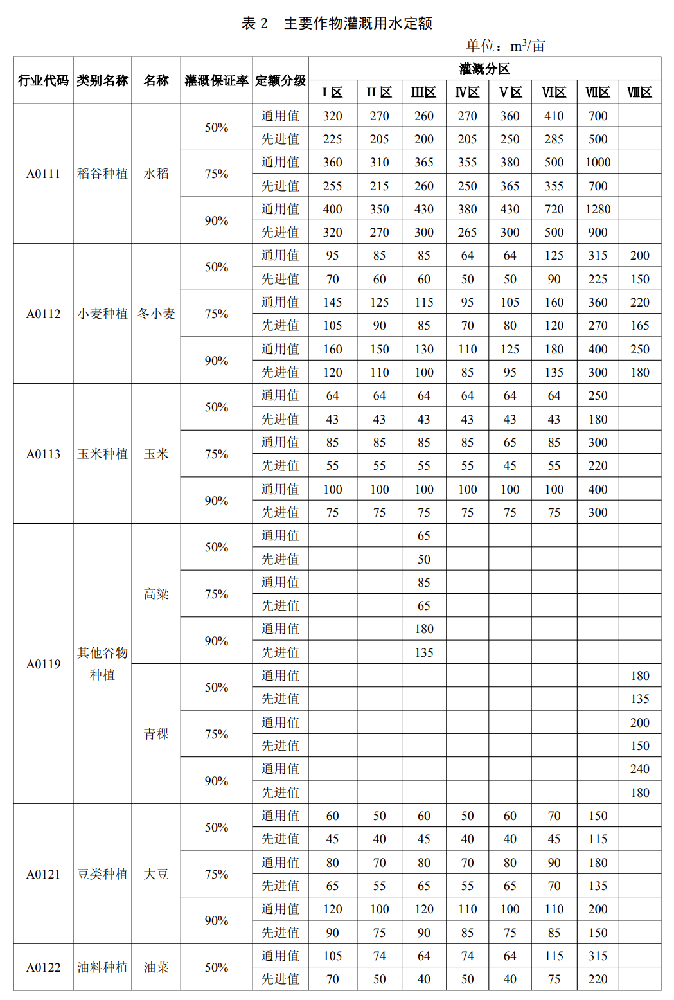 表 2 主要作物灌溉用水定额
单位：m³/亩
行业代码 类别名称 名称 灌溉保证率 定额分级 灌溉分区
I 区 II 区 Ⅲ区 Ⅳ区 Ⅴ区 Ⅵ区 Ⅶ区 Ⅷ区
A0111 稻谷种植 水稻 50% 通用值 320 270 260 270 360 410 700
先进值 225 205 200 205 250 285 500
75% 通用值 360 310 365 355 380 500 1000
先进值 255 215 260 250 365 355 700
90% 通用值 400 350 430 380 430 720 1280
先进值 320 270 300 265 300 500 900
A0112 小麦种植 冬小麦 50% 通用值 95 85 85 64 64 125 315 200
先进值 70 60 60 50 50 90 225 150
75% 通用值 145 125 115 95 105 160 360 220
先进值 105 90 85 70 80 120 270 165
90% 通用值 160 150 130 110 125 180 400 250
先进值 120 110 100 85 95 135 300 180
A0113 玉米种植 玉米 50% 通用值 64 64 64 64 64 64 250
先进值 43 43 43 43 43 43 180
75% 通用值 85 85 85 85 65 85 300
先进值 55 55 55 55 45 55 220
90% 通用值 100 100 100 100 100 100 400
先进值 75 75 75 75 75 75 300
A0119 其他谷物种植 高粱 50% 通用值 65
先进值 50
75% 通用值 85
先进值 65
90% 通用值 180
先进值 135
青稞 50% 通用值 180
先进值 135
75% 通用值 200
先进值 150
90% 通用值 240
先进值 180
A0121 豆类种植 大豆 50% 通用值 60 50 60 50 60 70 150
先进值 45 40 45 40 40 45 115
75% 通用值 80 70 80 70 80 90 180
先进值 65 55 65 55 65 70 135
90% 通用值 120 100 120 110 100 110 200
先进值 90 75 90 85 75 85 150
A0122 油料种植 油菜 50% 通用值 105 74 64 74 64 115 315
先进值 70 50 40 50 40 75 220